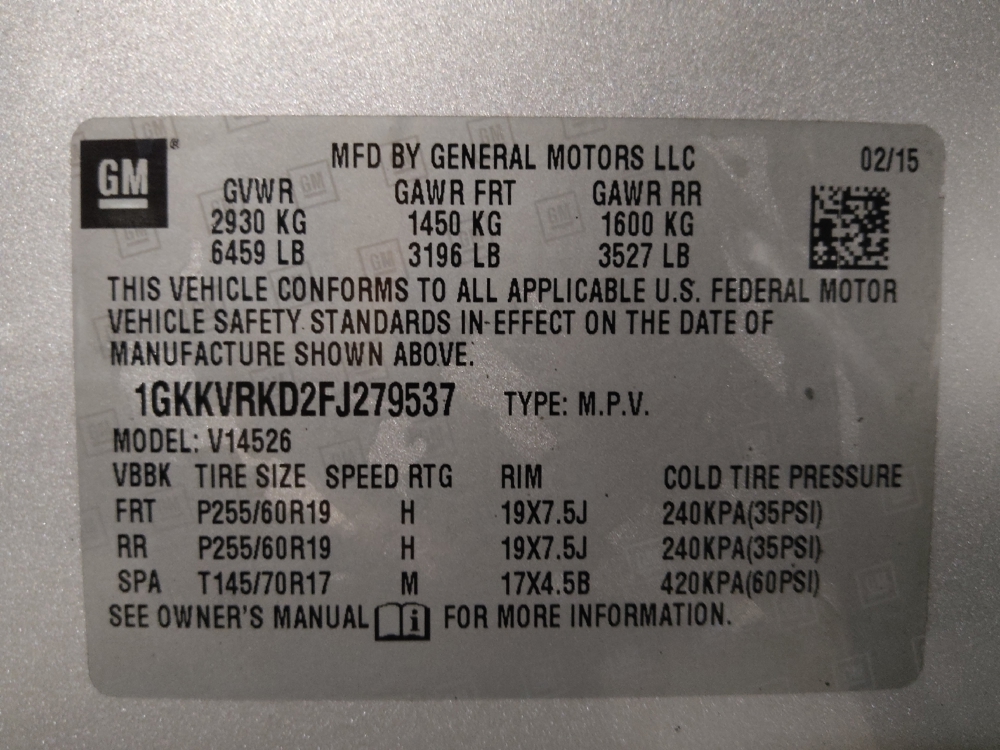 GM®
MFD BY GENERAL MOTORS LLC 02/15
GVWR GAWR FRT GAWR RR
2930 KG 1450 KG 1600 KG
6459 LB 3196 LB 3527 LB
THIS VEHICLE CONFORMS TO ALL APPLICABLE U.S. FEDERAL MOTOR
VEHICLE SAFETY STANDARDS IN EFFECT ON THE DATE OF
MANUFACTURE SHOWN ABOVE.
1GKKVRKD2FJ279537 TYPE: M.P.V.
MODEL: V14526
VBBK TIRE SIZE SPEED RTG RIM COLD TIRE PRESSURE
FRT P255/60R19 H 19X7.5J 240KPA(35PSI)
RR P255/60R19 H 19X7.5J 240KPA(35PSI)
SPA T145/70R17 M 17X4.5B 420KPA(60PSI)
SEE OWNER'S MANUAL i FOR MORE INFORMATION.